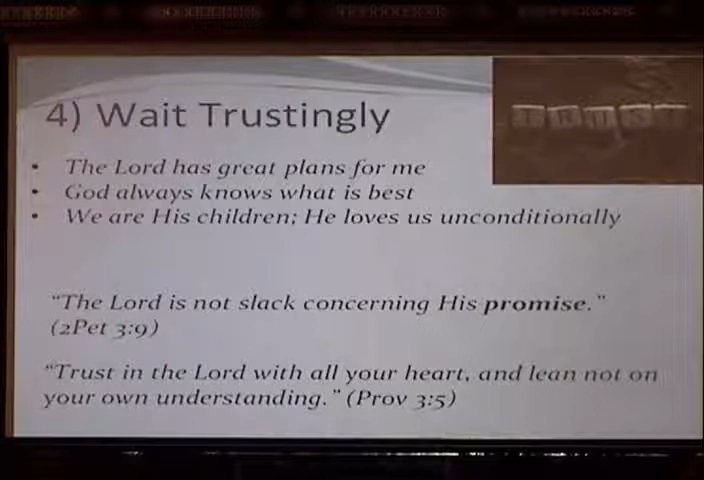 4) Wait Trustingly
TRUST
• The Lord has great plans for me
• God always knows what is best
• We are His children; He loves us unconditionally
“The Lord is not slack concerning His promise.”
(2Pet 3:9)
“Trust in the Lord with all your heart, and lean not on
your own understanding.” (Prov 3:5)